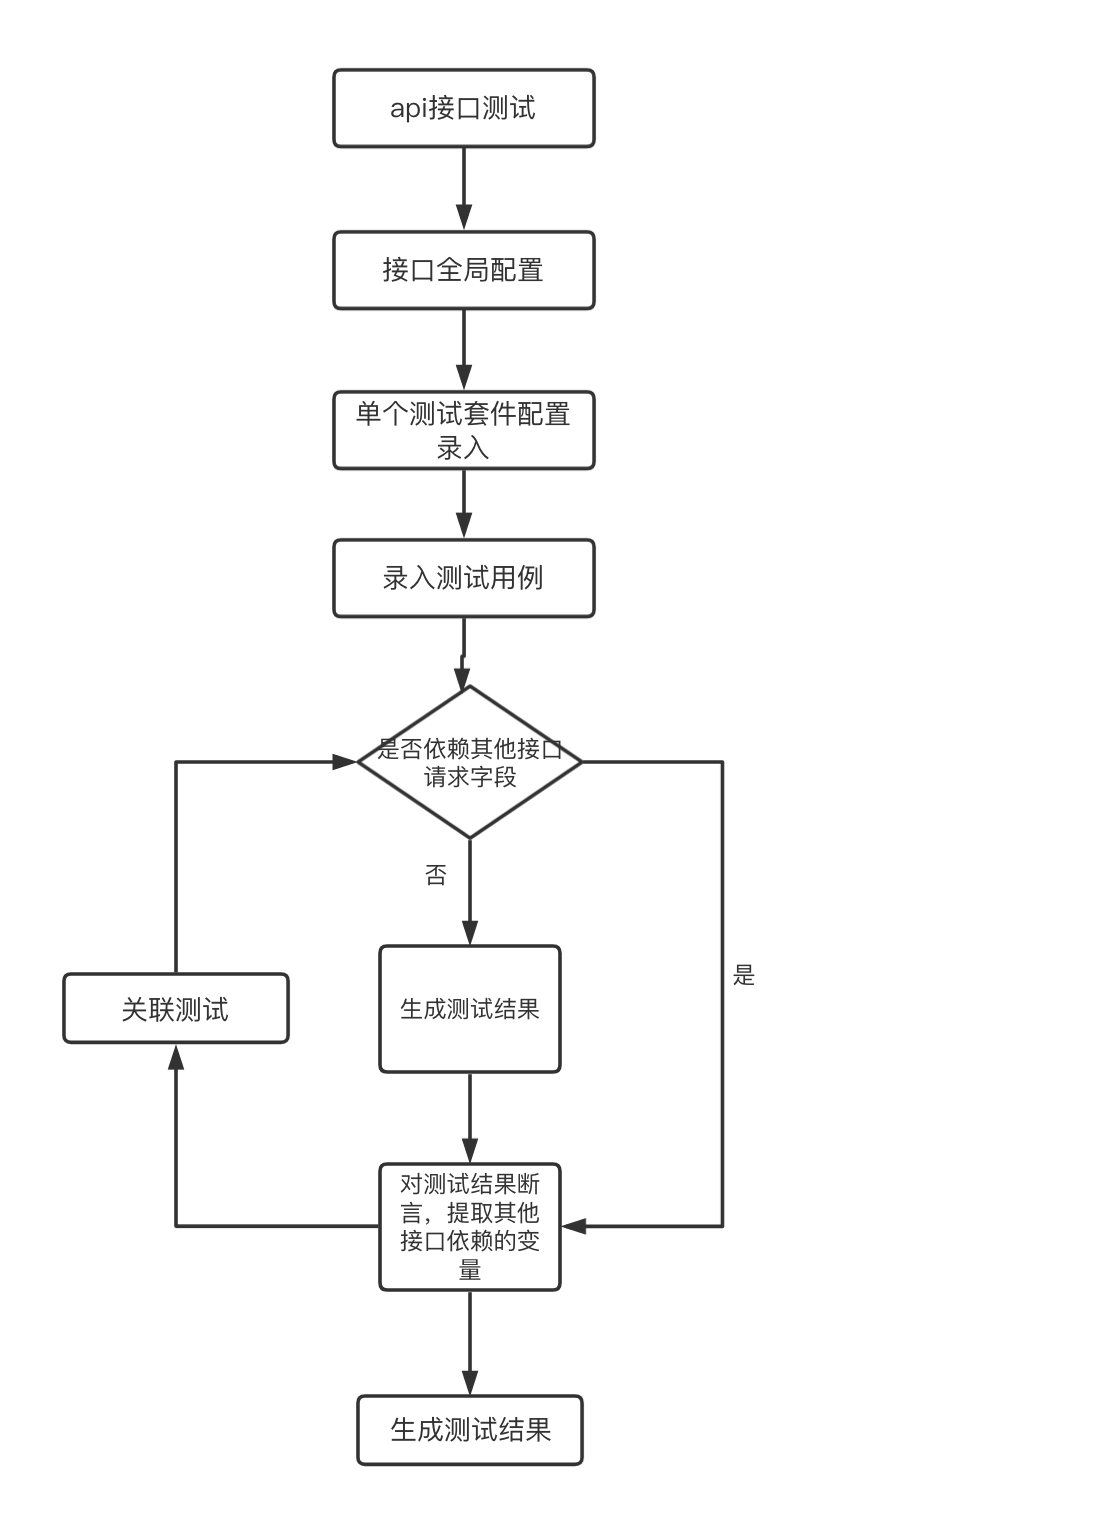 api接口测试
接口全局配置
单个测试套件配置
录入
录入测试用例
是否依赖其他接口
请求字段
否
是
关联测试
生成测试结果
对测试结果断
言，提取其他
接口依赖的变
量
生成测试结果